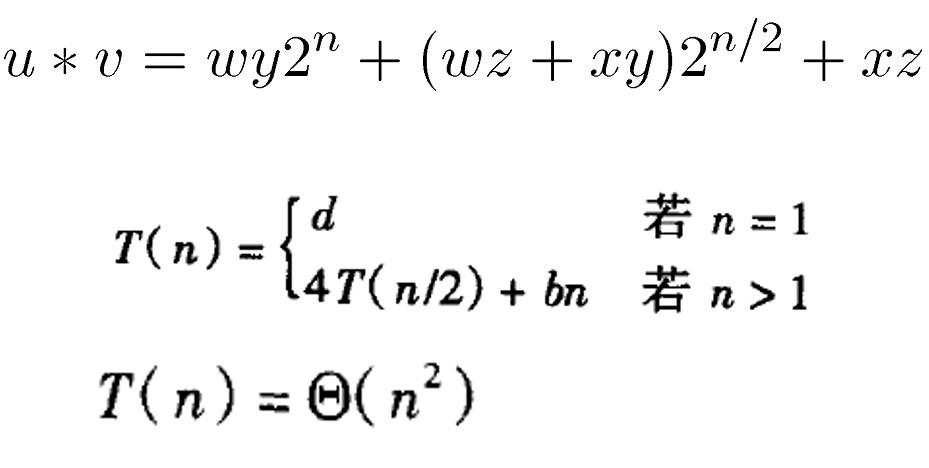 u * v = wy2^n + (wz + xy)2^{n/2} + xz
T(n) = { d 若 n = 1
4T(n/2) + bn 若 n > 1
T(n) = Θ(n^2)